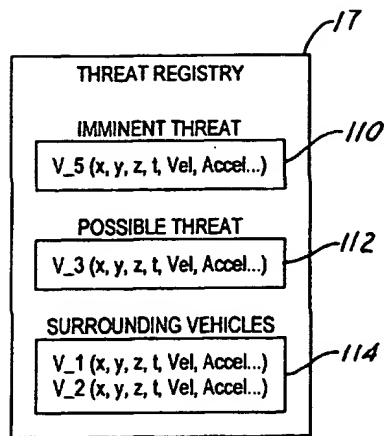 17
THREAT REGISTRY
IMMINENT THREAT
110
V_5 (x, y, z, t, Vel, Accel...)
POSSIBLE THREAT
112
V_3 (x, y, z, t, Vel, Accel...)
SURROUNDING VEHICLES
114
V_1 (x, y, z, t, Vel, Accel...)
V_2 (x, y, z, t, Vel, Accel...)